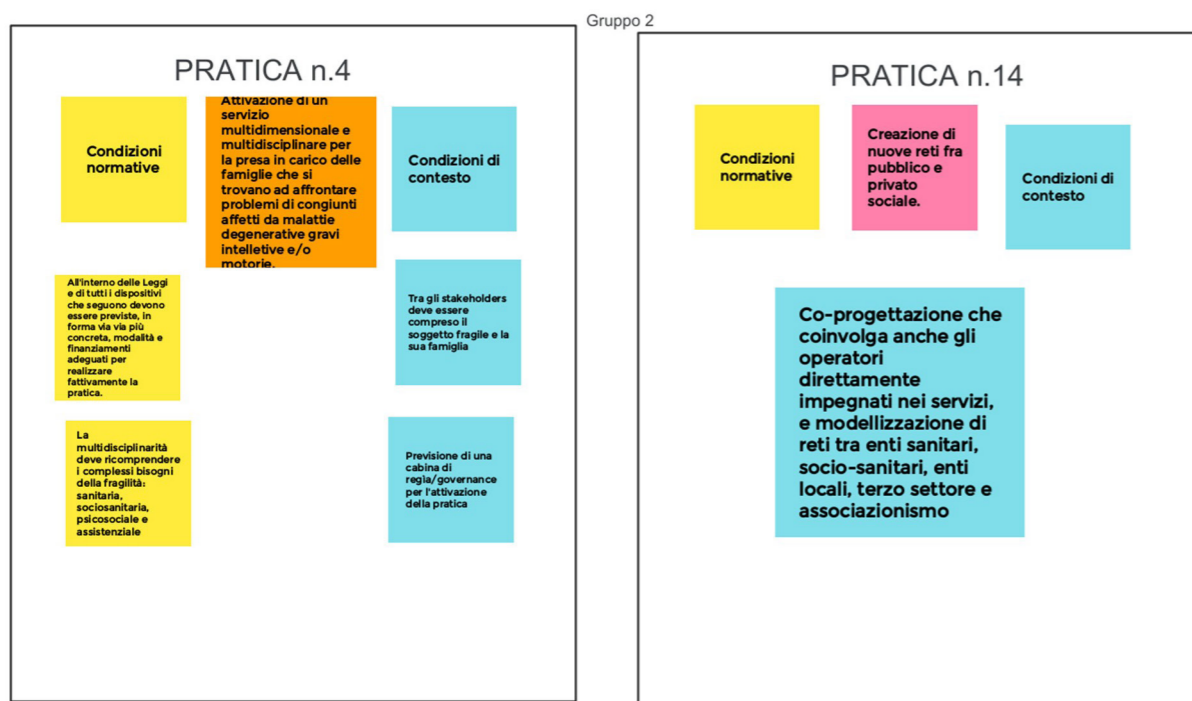 Gruppo 2
PRATICA n.4
Condizioni
normative
Attivazione di un
servizio
multidimensionale e
multidisciplinare per
la presa in carico delle
famiglie che si
trovano ad affrontare
problemi di congiunti
affetti da malattie
degenerative gravi
intelletive e/o
motorie.
Condizioni di
contesto
All'interno delle Leggi
e di tutti i dispositivi
che seguono devono
essere previste, in
forma via via più
concreta, modalità e
finanziamenti
adeguati per
realizzare
fattivamente la
pratica.
Tra gli stakeholders
deve essere
compreso il
soggetto fragile e la
sua famiglia
La
multidisciplinarità
deve ricomprendere
i complessi bisogni
della fragilità:
sanitaria,
sociosanitaria,
psicosociale e
assistenziale
Previsione di una
cabina di
regia/governance
per l'attivazione
della pratica
PRATICA n.14
Condizioni
normative
Creazione di
nuove reti fra
pubblico e
privato
sociale.
Condizioni di
contesto
Co-progettazione che
coinvolga anche gli
operatori
direttamente
impegnati nei servizi,
e modellizzazione di
reti tra enti sanitari,
socio-sanitari, enti
locali, terzo settore e
associazionismo